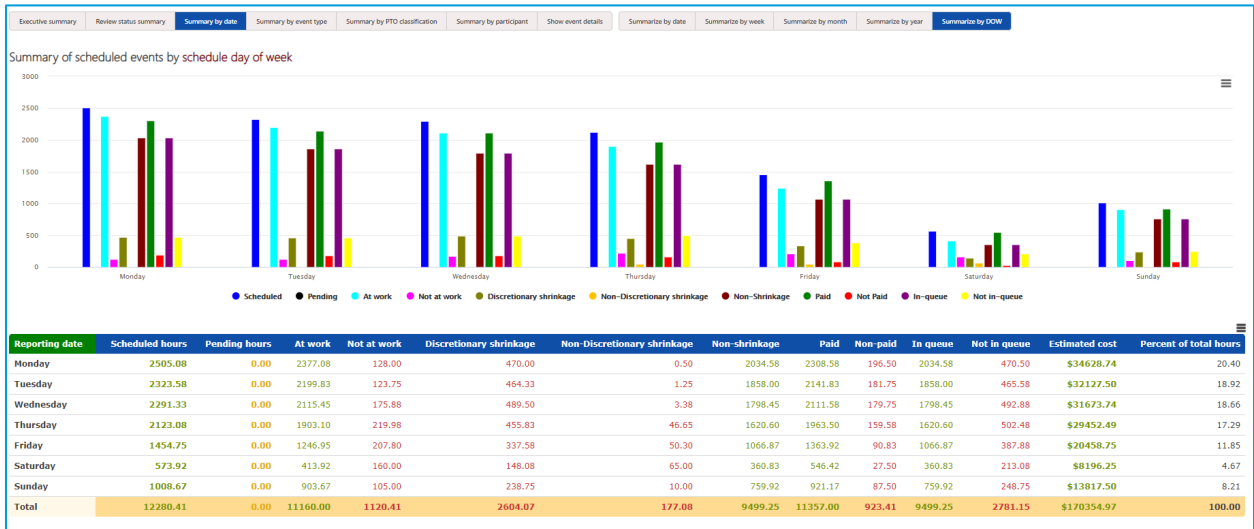 Executive summary Review status summary Summary by date Summary by event type Summary by PTO classification Summary by participant Show event details Summarize by date Summarize by week Summarize by month Summarize by year Summarize by DOW
Summary of scheduled events by schedule day of week
3000
2500
2000
1500
1000
500
0
Monday Tuesday Wednesday Thursday Friday Saturday Sunday
Scheduled Pending At work Not at work Discretionary shrinkage Non-Discretionary shrinkage Non-Shrinkage Paid Not Paid In-queue Not in-queue
Reporting date Scheduled hours Pending hours At work Not at work Discretionary shrinkage Non-Discretionary shrinkage Non-shrinkage Paid Non-paid In queue Not in queue Estimated cost Percent of total hours
Monday 2505.08 0.00 2377.08 128.00 470.00 0.50 2034.58 2308.58 196.50 2034.58 470.50 $34628.74 20.40
Tuesday 2323.58 0.00 2199.83 123.75 464.33 1.25 1858.00 2141.83 181.75 1858.00 465.58 $32127.50 18.92
Wednesday 2291.33 0.00 2115.45 175.88 489.50 3.38 1798.45 2111.58 179.75 1798.45 492.88 $31673.74 18.66
Thursday 2123.08 0.00 1903.10 219.98 455.83 46.65 1620.60 1963.50 159.58 1620.60 502.48 $29452.49 17.29
Friday 1454.75 0.00 1246.95 207.80 337.58 50.30 1066.87 1363.92 90.83 1066.87 387.88 $20458.75 11.85
Saturday 573.92 0.00 413.92 160.00 148.08 65.00 360.83 546.42 27.50 360.83 213.08 $8196.25 4.67
Sunday 1008.67 0.00 903.67 105.00 238.75 10.00 759.92 921.17 87.50 759.92 248.75 $13817.50 8.21
Total 12280.41 0.00 11160.00 1120.41 2604.07 177.08 9499.25 11357.00 923.41 9499.25 2781.15 $170354.97 100.00